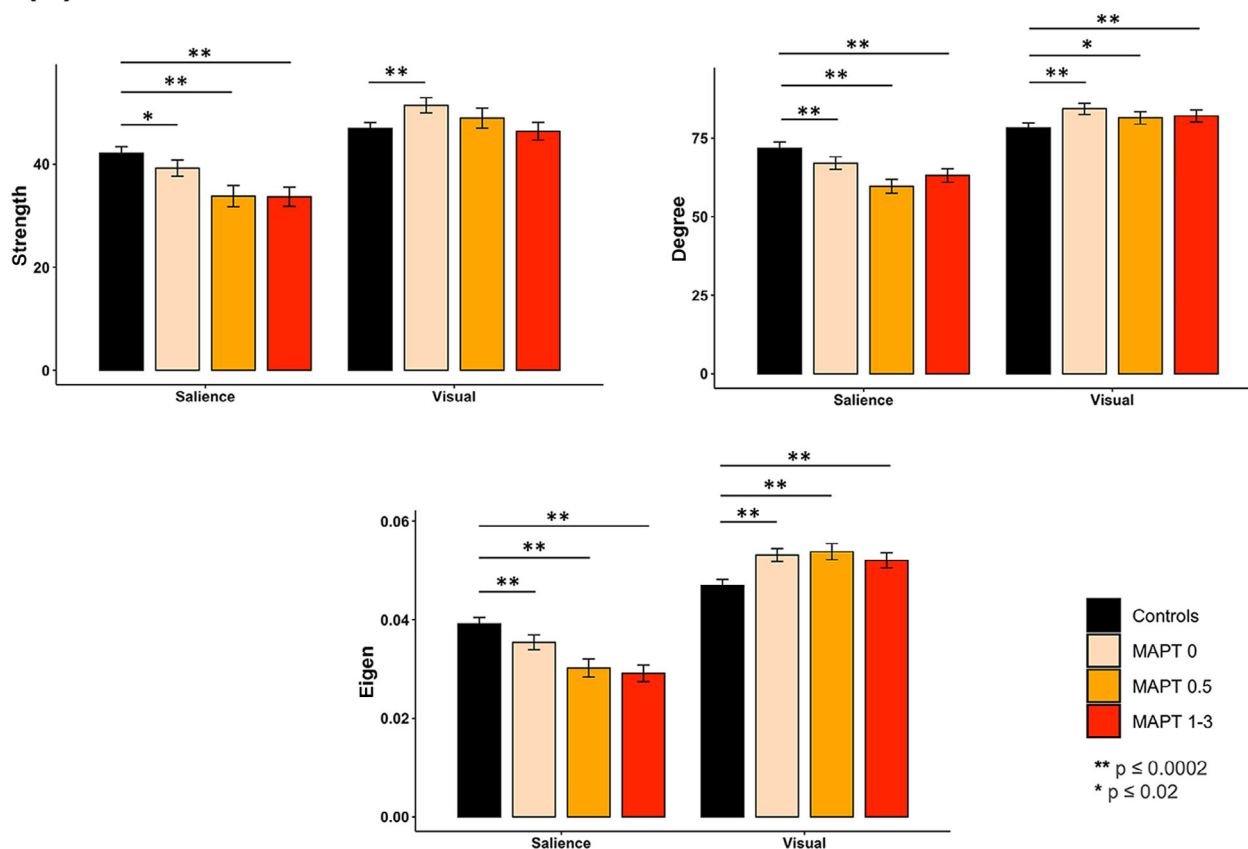 **
**
*
**
60
40
20
0
Strength
Salience
Visual
**
**
**
**
*
**
75
50
25
0
Degree
Salience
Visual
**
**
**
**
**
**
0.06
0.04
0.02
0.00
Eigen
Salience
Visual
Controls
MAPT 0
MAPT 0.5
MAPT 1-3
** p ≤ 0.0002
* p ≤ 0.02